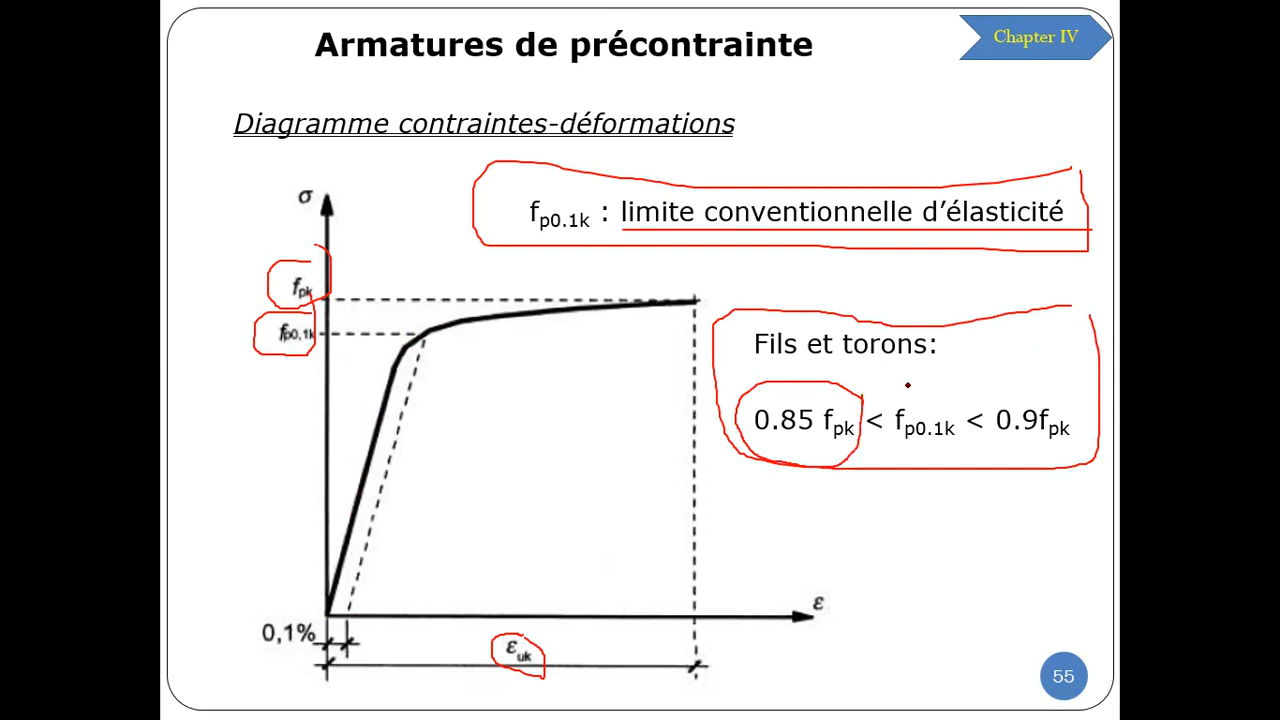 Armatures de précontrainte
Chapter IV
Diagramme contraintes-déformations
σ
fp0.1k : limite conventionnelle d’élasticité
fpk
fp0,1k
Fils et torons:
0.85 fpk < fp0.1k < 0.9fpk
ε
0,1%
εuk
55